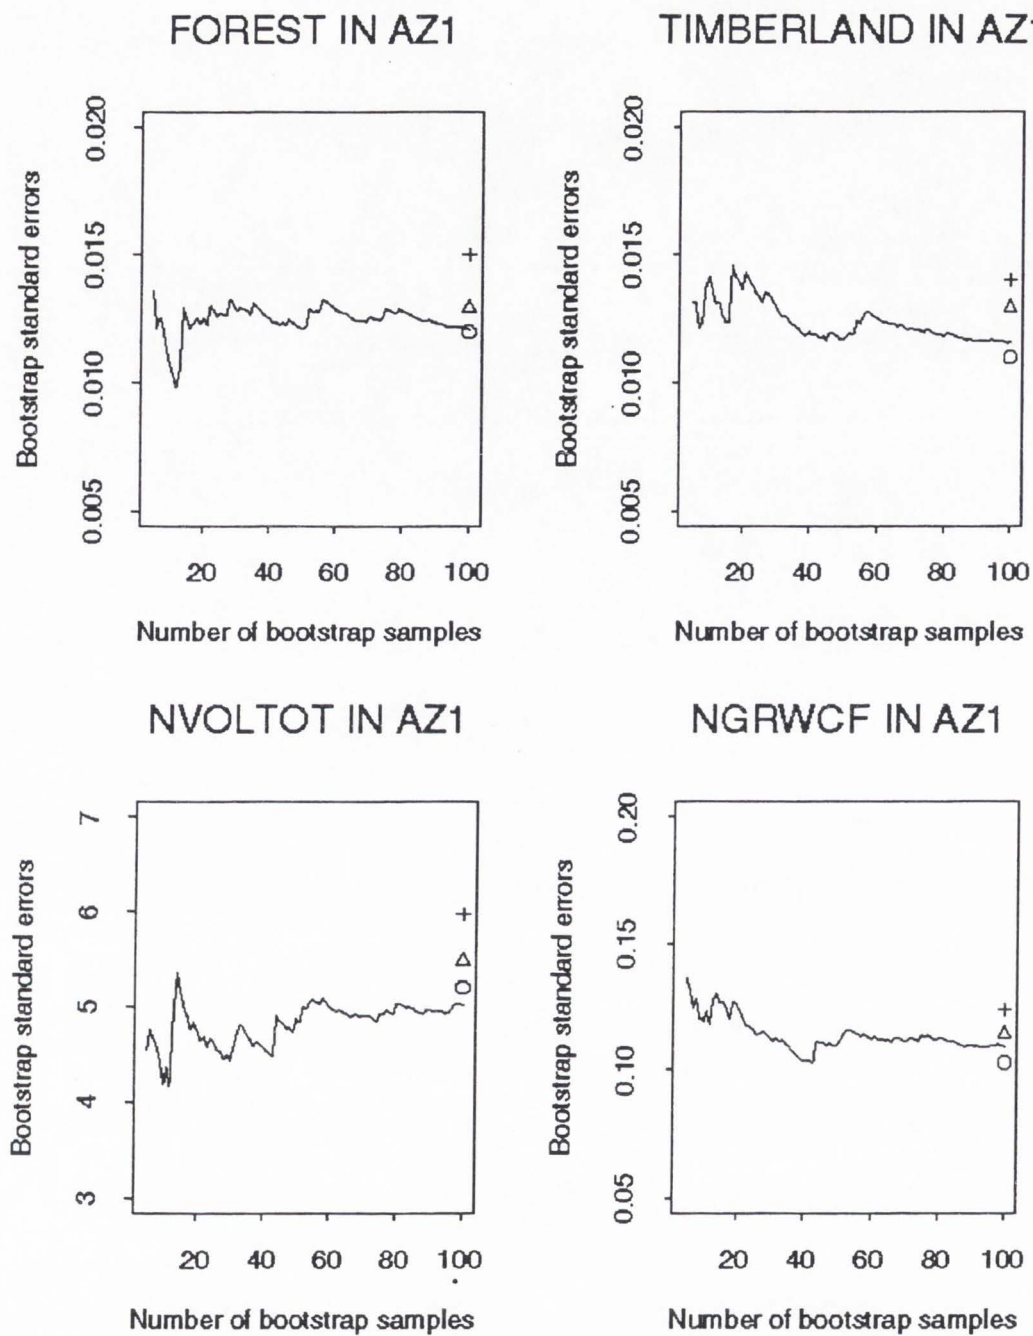 FOREST IN AZ1
TIMBERLAND IN AZ1
Bootstrap standard errors
0.020
0.015
0.010
0.005
20 40 60 80 100
Number of bootstrap samples
Bootstrap standard errors
0.020
0.015
0.010
0.005
20 40 60 80 100
Number of bootstrap samples
NVOLTOT IN AZ1
NGRWCF IN AZ1
Bootstrap standard errors
7
6
5
4
3
20 40 60 80 100
Number of bootstrap samples
Bootstrap standard errors
0.20
0.15
0.10
0.05
20 40 60 80 100
Number of bootstrap samples